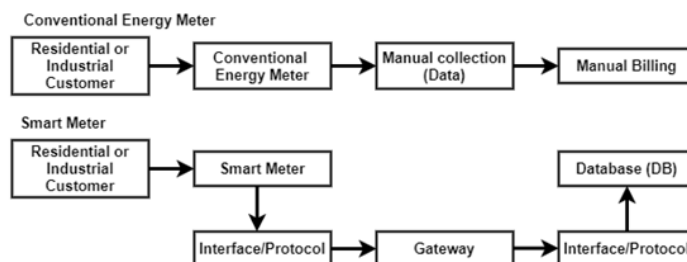 Conventional Energy Meter
Residential or
Industrial
Customer
Conventional
Energy Meter
Manual collection
(Data)
Manual Billing
Smart Meter
Residential or
Industrial
Customer
Smart Meter
Database (DB)
Interface/Protocol
Gateway
Interface/Protocol